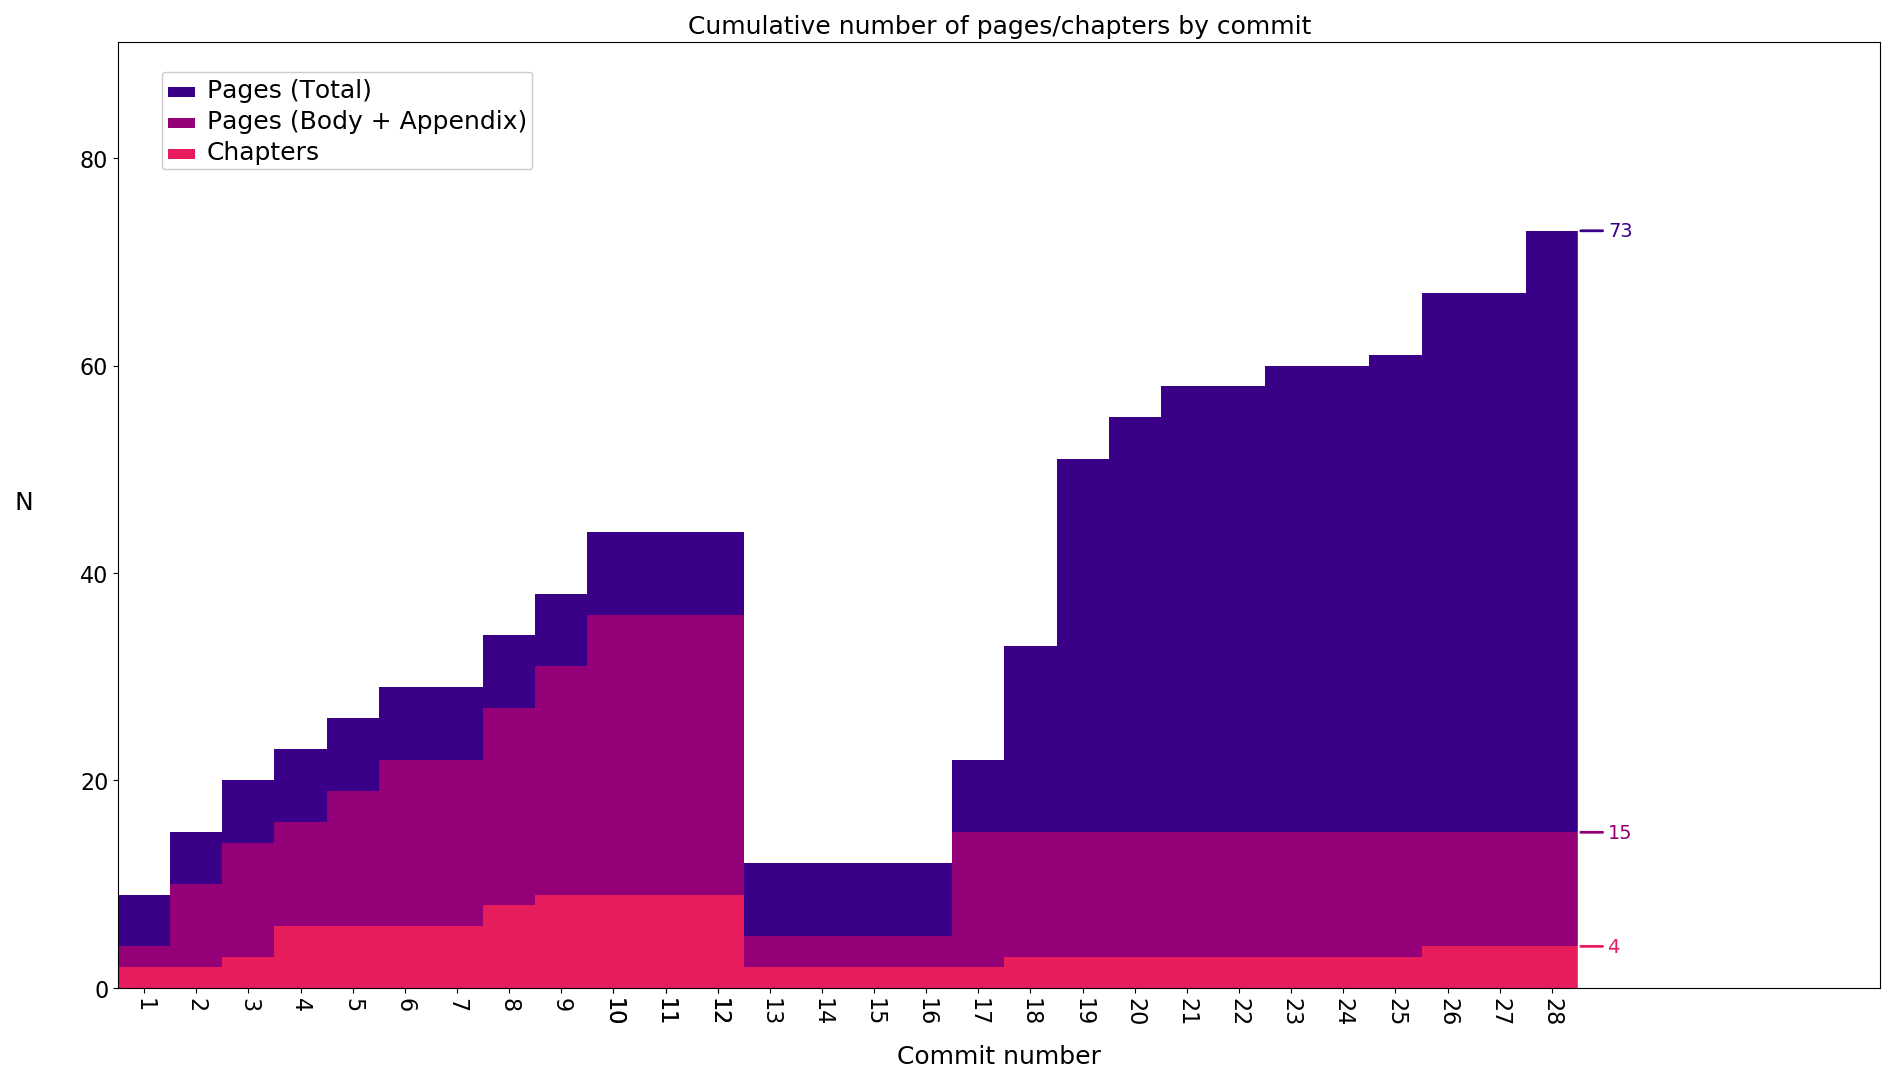 Cumulative number of pages/chapters by commit
Pages (Total)
Pages (Body + Appendix)
Chapters
80
60
40
20
0
N
73
15
4
1 2 3 4 5 6 7 8 9 10 11 12 13 14 15 16 17 18 19 20 21 22 23 24 25 26 27 28
Commit number